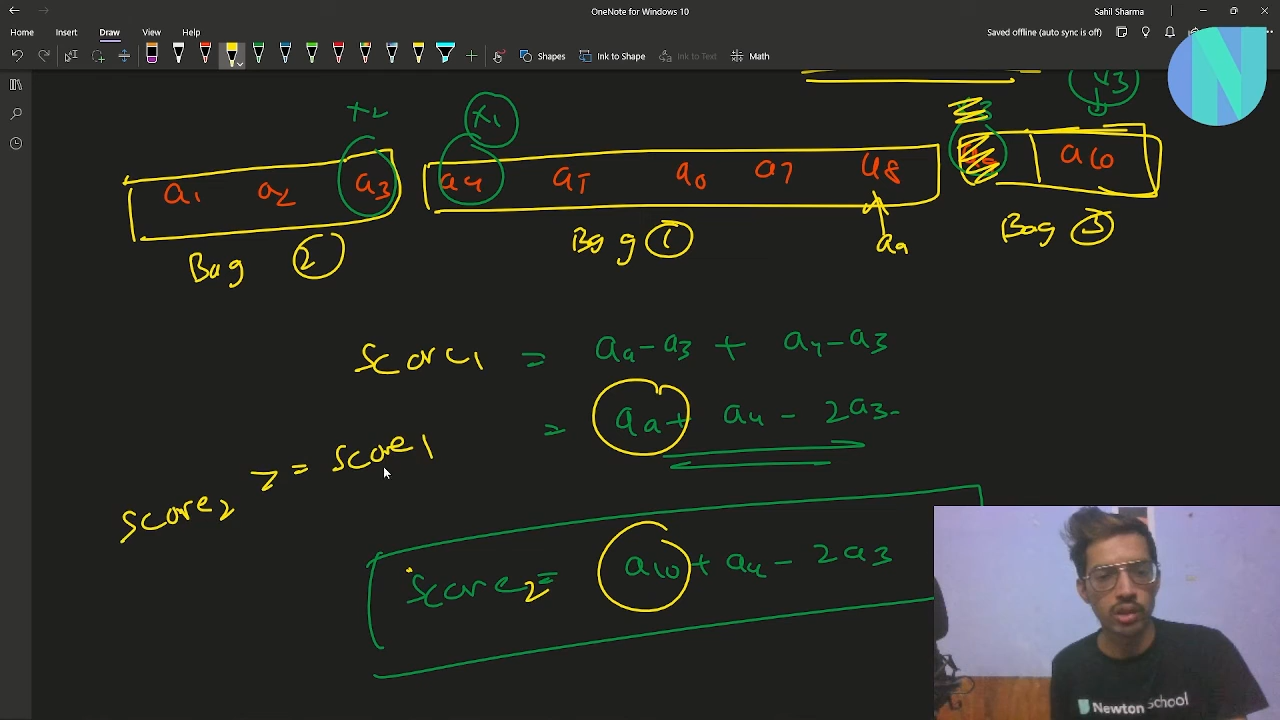 OneNote for Windows 10
Sahil Sharma
Home Insert Draw View Help
Saved offline (auto sync is off)
Shapes Ink to Shape Ink to Text Math
x2 x1
a1 a2 a3 a4 a5 a6 a7 a8 a10
Bag 2 Bag 1 a9 Bag 3
Score1 = a9 - a3 + a4 - a3
= a9 + a4 - 2a3
Score2 >= Score1
Score2 = a10 + a4 - 2a3
Newton School